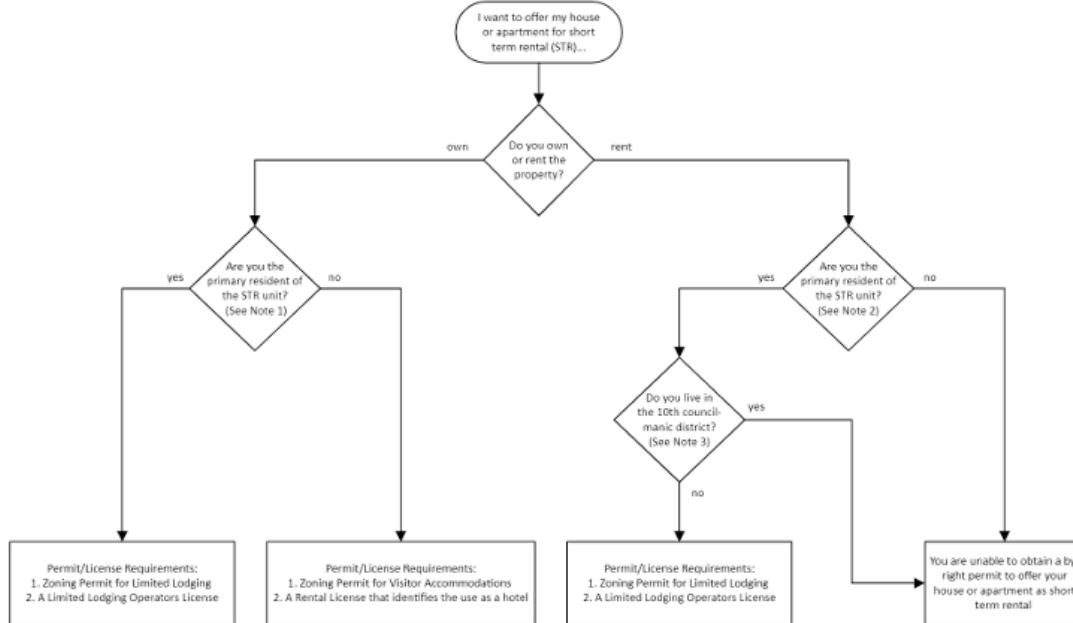 I want to offer my house
or apartment for short
term rental (STR)...
Do you own
or rent the
property?
own
rent
Are you the
primary resident of
the STR unit?
(See Note 1)
yes
no
Are you the
primary resident of
the STR unit?
(See Note 2)
yes
no
Do you live in
the 10th council-
manic district?
(See Note 3)
yes
no
Permit/License Requirements:
1. Zoning Permit for Limited Lodging
2. A Limited Lodging Operators License
Permit/License Requirements:
1. Zoning Permit for Visitor Accommodations
2. A Rental License that identifies the use as a hotel
Permit/License Requirements:
1. Zoning Permit for Limited Lodging
2. A Limited Lodging Operators License
You are unable to obtain a by
right permit to offer your
house or apartment as short
term rental